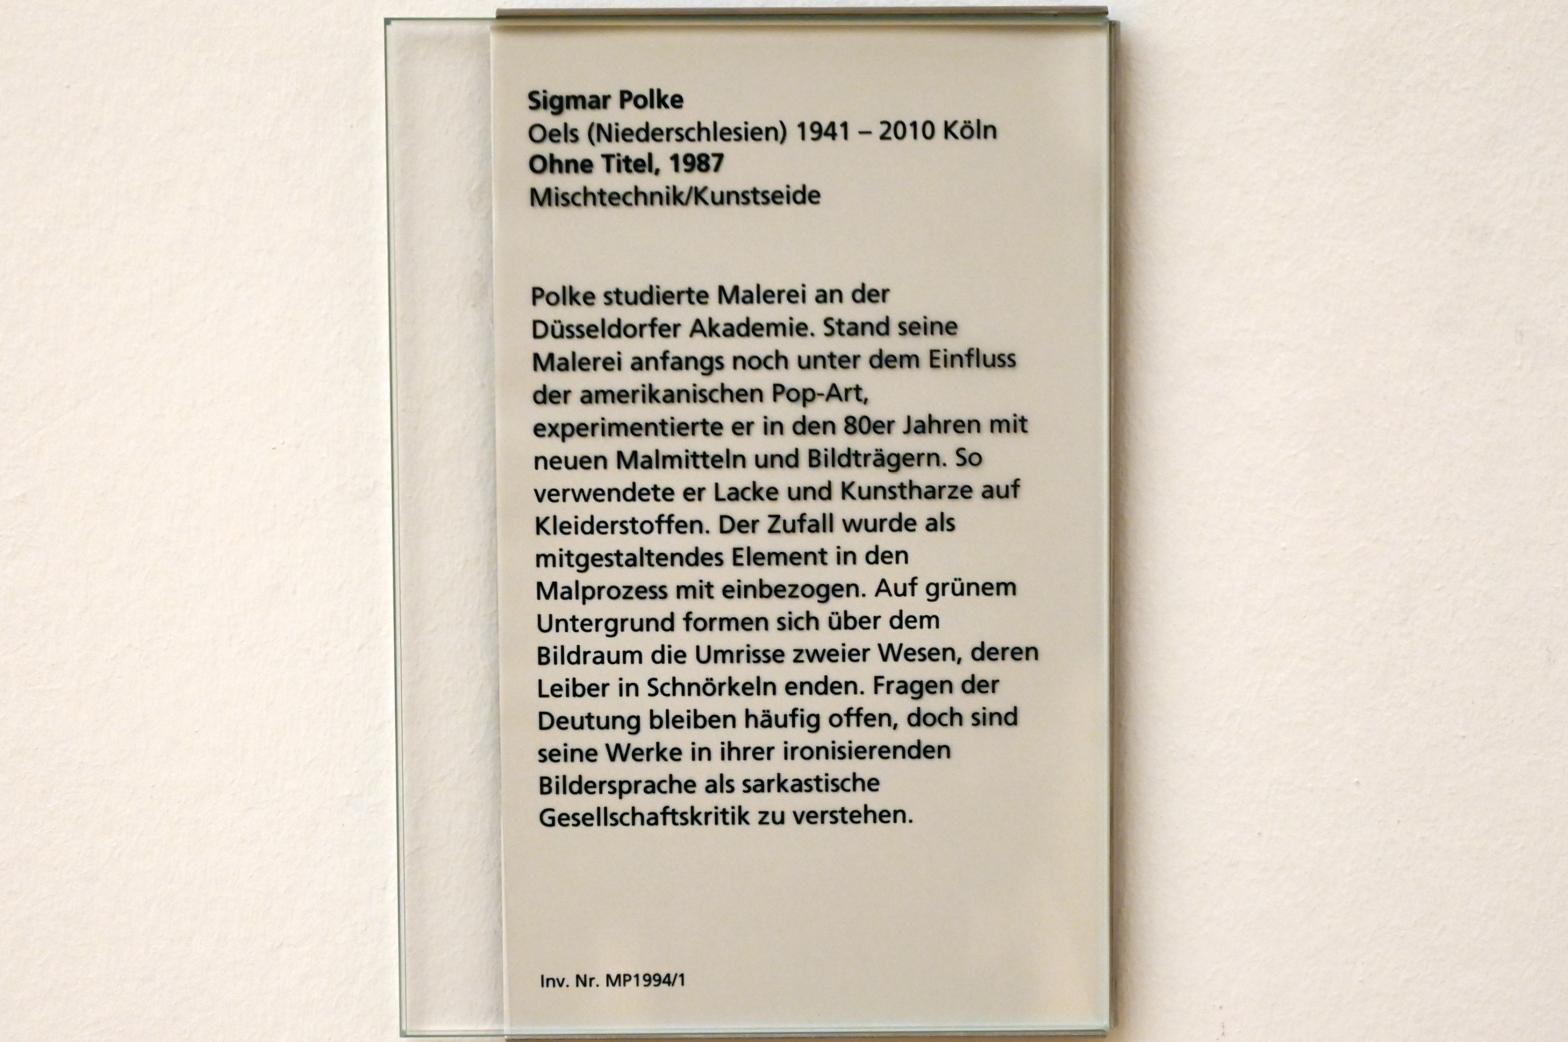 Sigmar Polke
Oels (Niederschlesien) 1941 – 2010 Köln
Ohne Titel, 1987
Mischtechnik/Kunstseide
Polke studierte Malerei an der
Düsseldorfer Akademie. Stand seine
Malerei anfangs noch unter dem Einfluss
der amerikanischen Pop-Art,
experimentierte er in den 80er Jahren mit
neuen Malmitteln und Bildträgern. So
verwendete er Lacke und Kunstharze auf
Kleiderstoffen. Der Zufall wurde als
mitgestaltendes Element in den
Malprozess mit einbezogen. Auf grünem
Untergrund formen sich über dem
Bildraum die Umrisse zweier Wesen, deren
Leiber in Schnörkeln enden. Fragen der
Deutung bleiben häufig offen, doch sind
seine Werke in ihrer ironisierenden
Bildersprache als sarkastische
Gesellschaftskritik zu verstehen.
Inv. Nr. MP1994/1